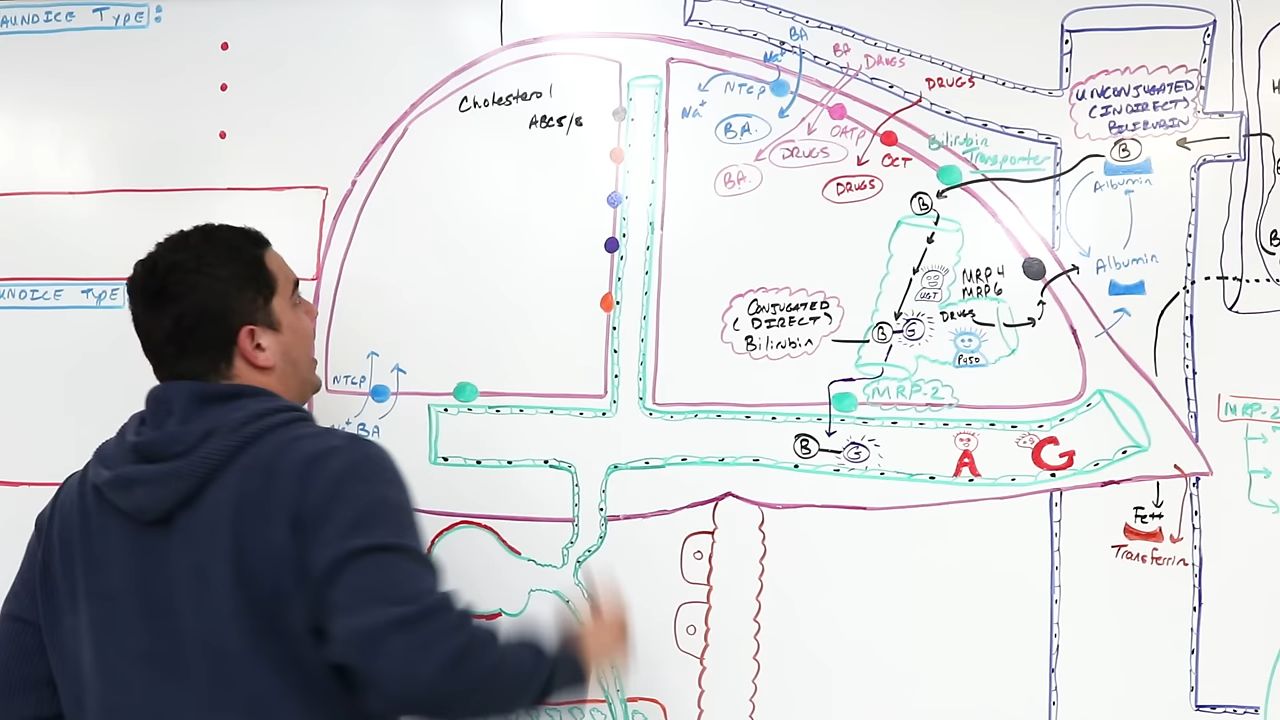 AUNDICE TYPE:
UNDICE TYPE
Cholesterol
ABC5/8
NTCP
Na+ BA
BA
Na+
NTCP
Na+
B.A.
BA
DRUGS
OATP
DRUGS
BA.
DRUGS
OCT
DRUGS
Bilirubin
Transporter
B
UGT
MRP4
MRP6
DRUGS
P450
CONJUGATED
(DIRECT)
Bilirubin
B-G
MRP-2
B-G
A
G
UNCONJUGATED
(INDIRECT)
BILIRUBIN
B
Albumin
Albumin
Fe++
Transferrin
MRP-2